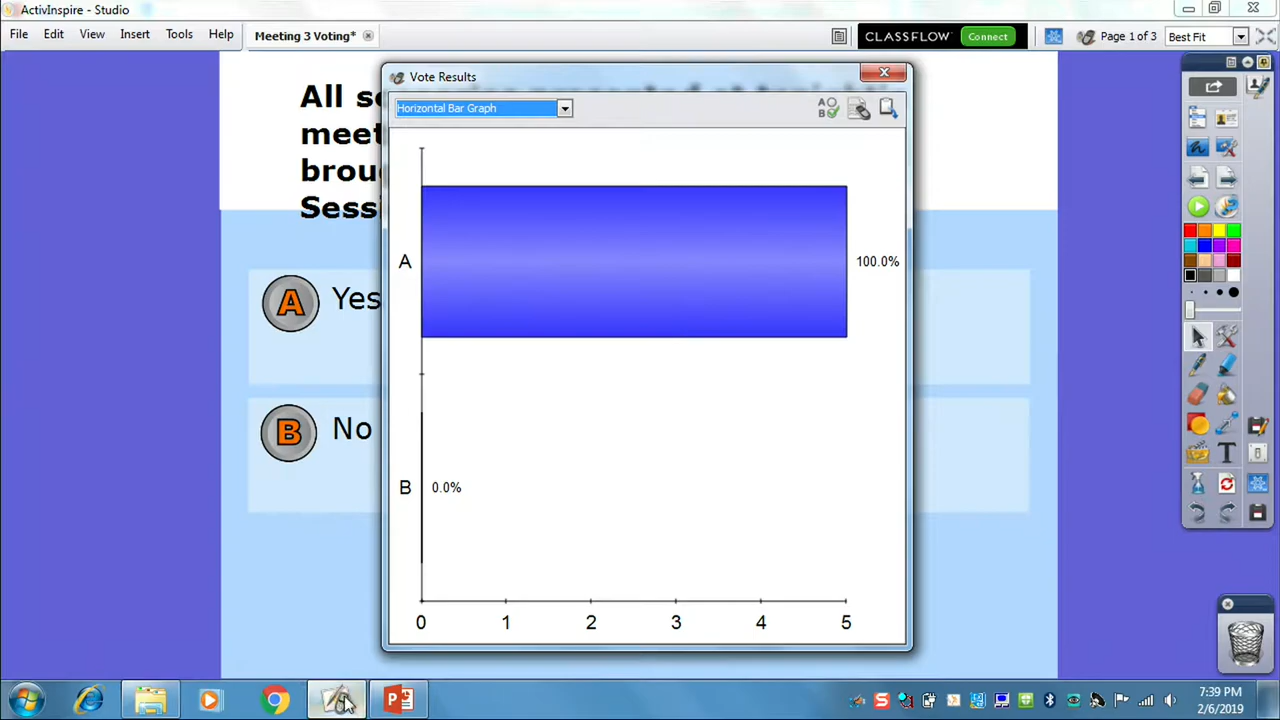 ActivInspire - Studio
File Edit View Insert Tools Help
Meeting 3 Voting*
CLASSFLOW Connect
Page 1 of 3
Best Fit
Vote Results
Horizontal Bar Graph
All
meet
brou
Sessi
A Yes
B No
A
100.0%
B
0.0%
0 1 2 3 4 5
7:39 PM
2/6/2019